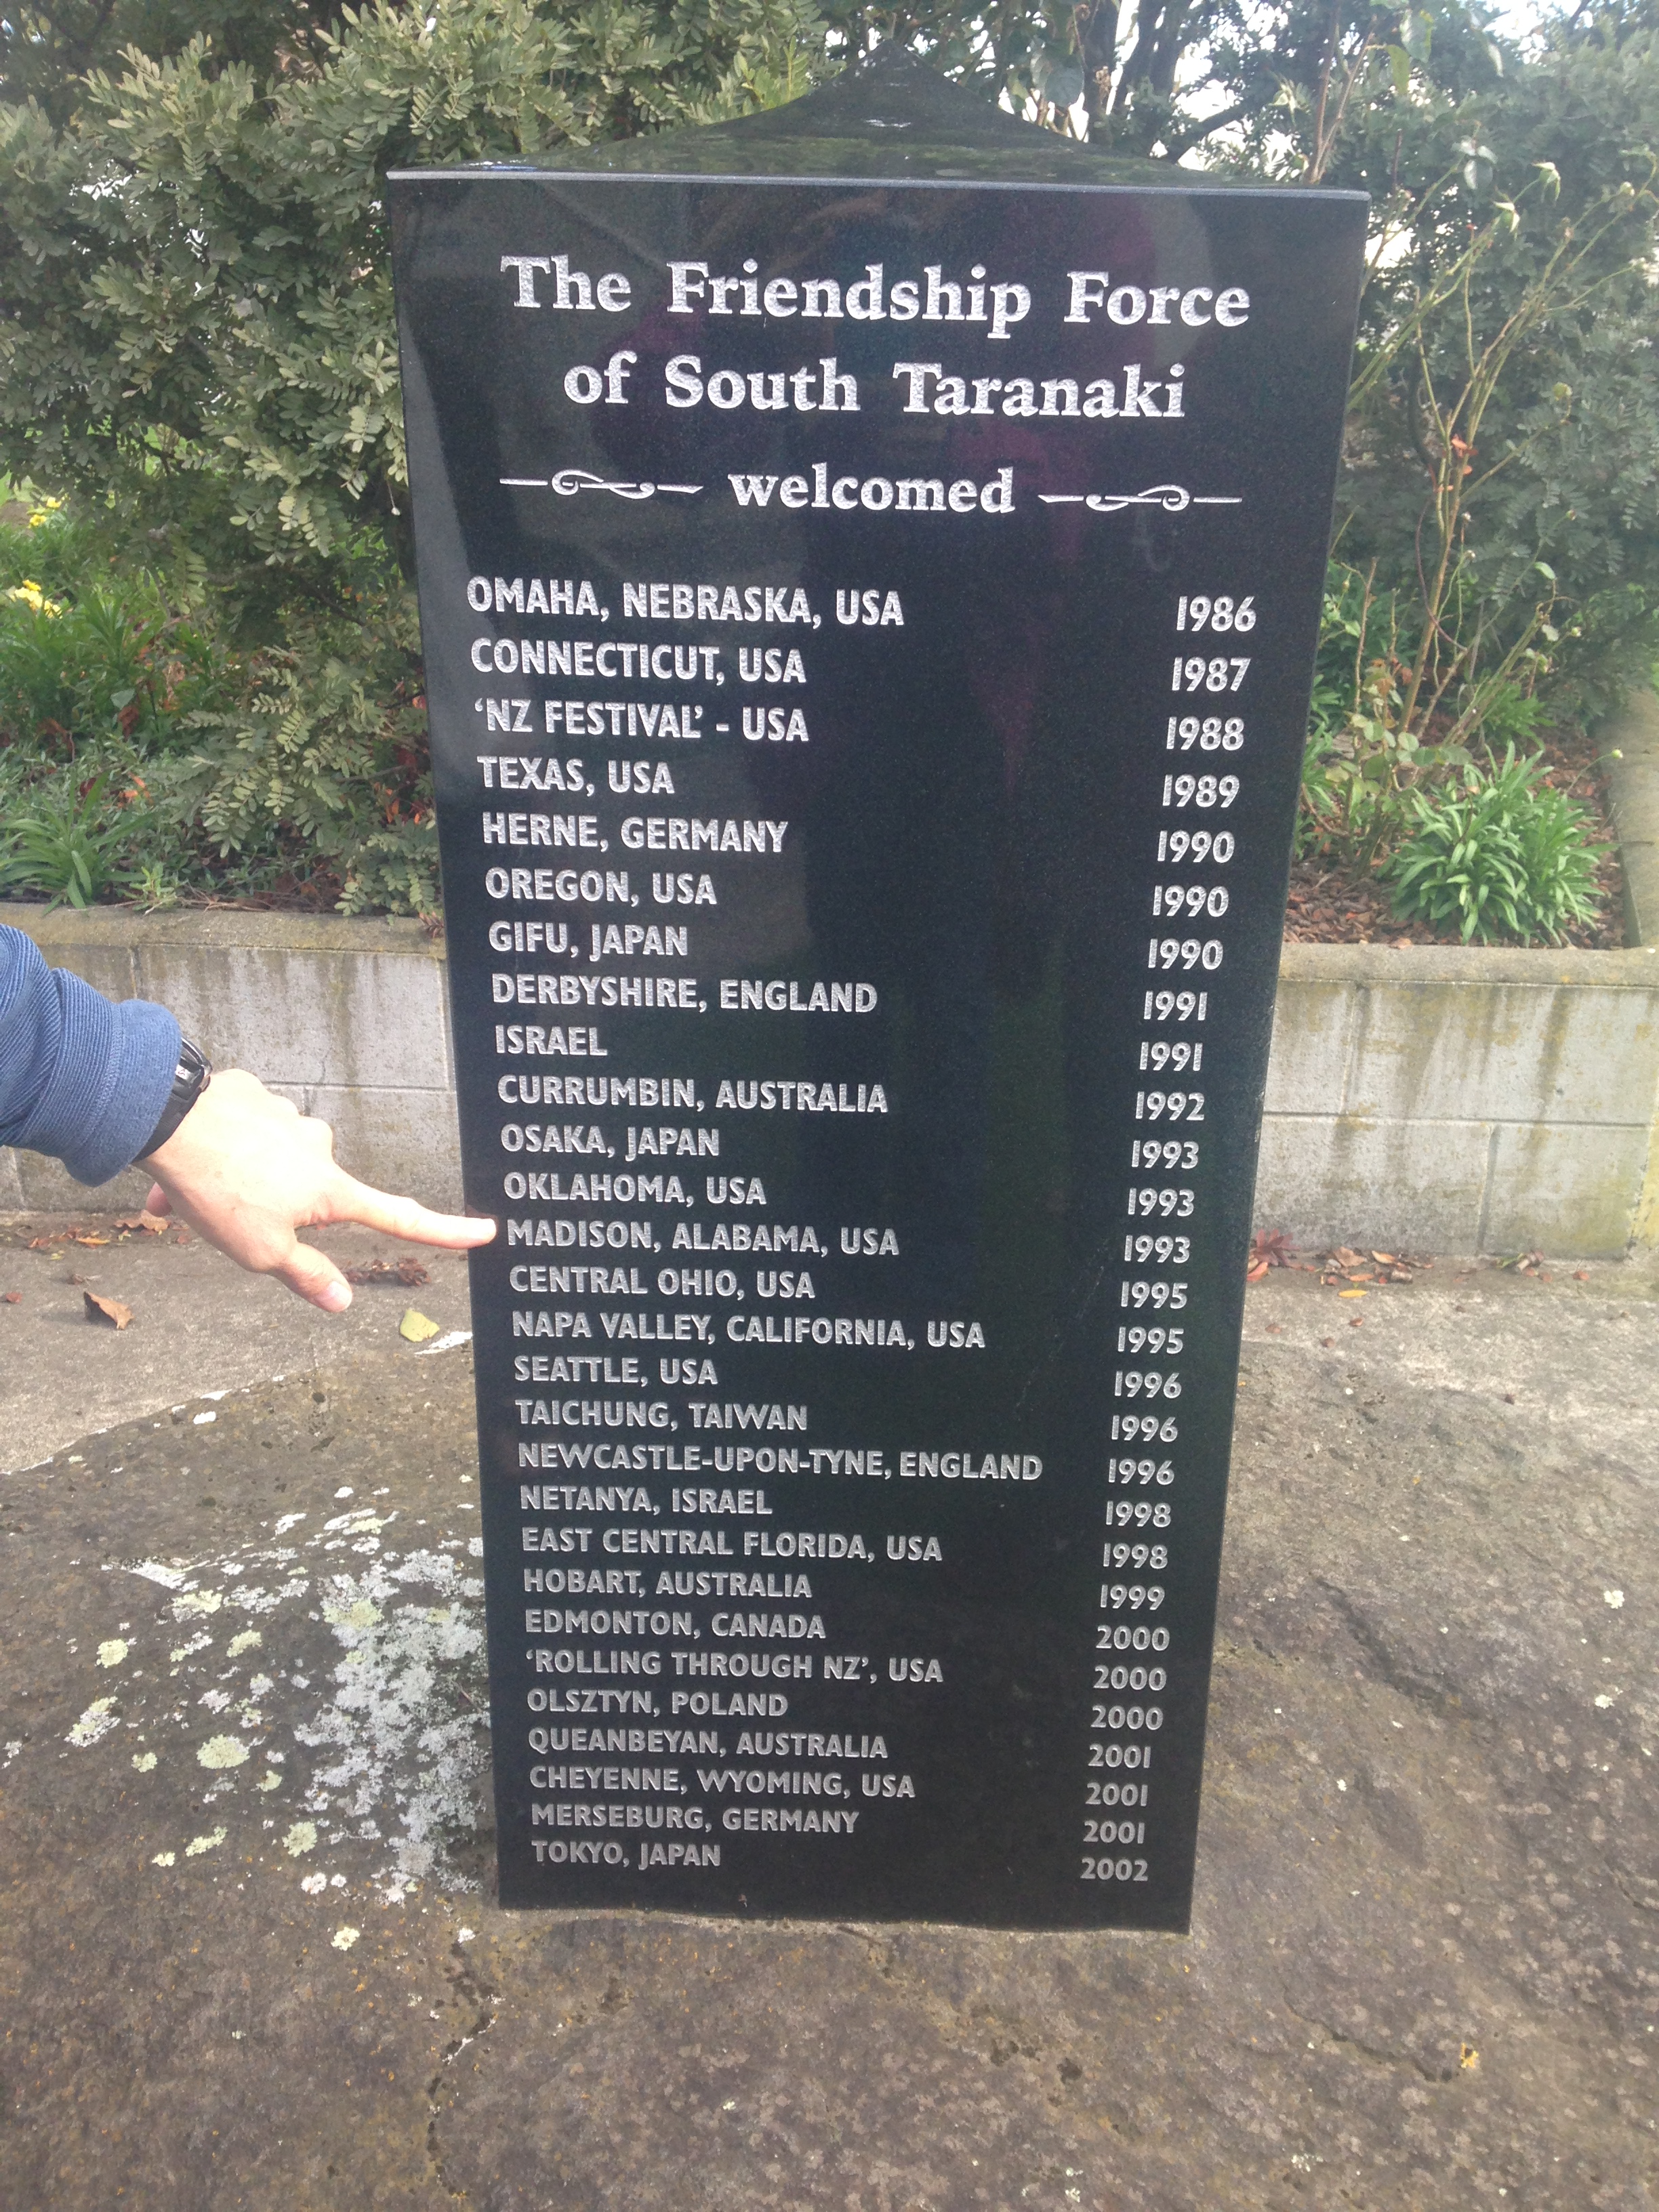 The Friendship Force
of South Taranaki
welcomed
OMAHA, NEBRASKA, USA 1986
CONNECTICUT, USA 1987
‘NZ FESTIVAL’ - USA 1988
TEXAS, USA 1989
HERNE, GERMANY 1990
OREGON, USA 1990
GIFU, JAPAN 1990
DERBYSHIRE, ENGLAND 1991
ISRAEL 1991
CURRUMBIN, AUSTRALIA 1992
OSAKA, JAPAN 1993
OKLAHOMA, USA 1993
MADISON, ALABAMA, USA 1993
CENTRAL OHIO, USA 1995
NAPA VALLEY, CALIFORNIA, USA 1995
SEATTLE, USA 1996
TAICHUNG, TAIWAN 1996
NEWCASTLE-UPON-TYNE, ENGLAND 1996
NETANYA, ISRAEL 1998
EAST CENTRAL FLORIDA, USA 1998
HOBART, AUSTRALIA 1999
EDMONTON, CANADA 2000
‘ROLLING THROUGH NZ’, USA 2000
OLSZTYN, POLAND 2000
QUEANBEYAN, AUSTRALIA 2001
CHEYENNE, WYOMING, USA 2001
MERSEBURG, GERMANY 2001
TOKYO, JAPAN 2002